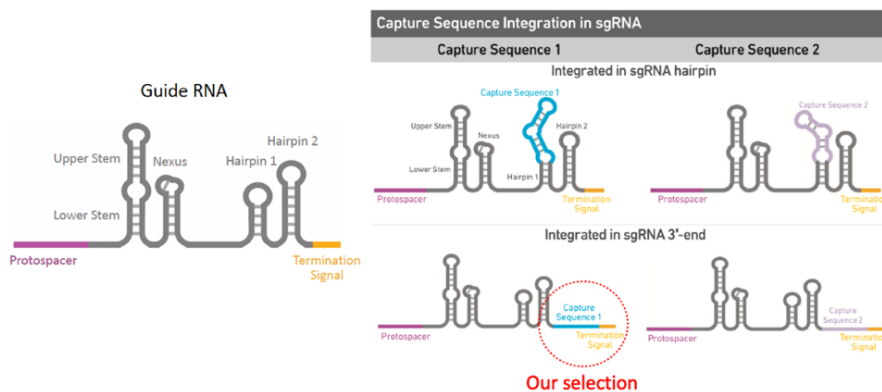 Guide RNA
Upper Stem
Nexus
Hairpin 2
Hairpin 1
Lower Stem
Protospacer
Termination
Signal
Capture Sequence Integration in sgRNA
Capture Sequence 1
Capture Sequence 2
Integrated in sgRNA hairpin
Capture Sequence 1
Upper Stem
Nexus
Hairpin 2
Lower Stem
Hairpin 1
Protospacer
Termination
Signal
Capture Sequence 2
Protospacer
Termination
Signal
Integrated in sgRNA 3'-end
Capture
Sequence 1
Protospacer
Termination
Signal
Capture
Sequence 2
Protospacer
Termination
Signal
Our selection